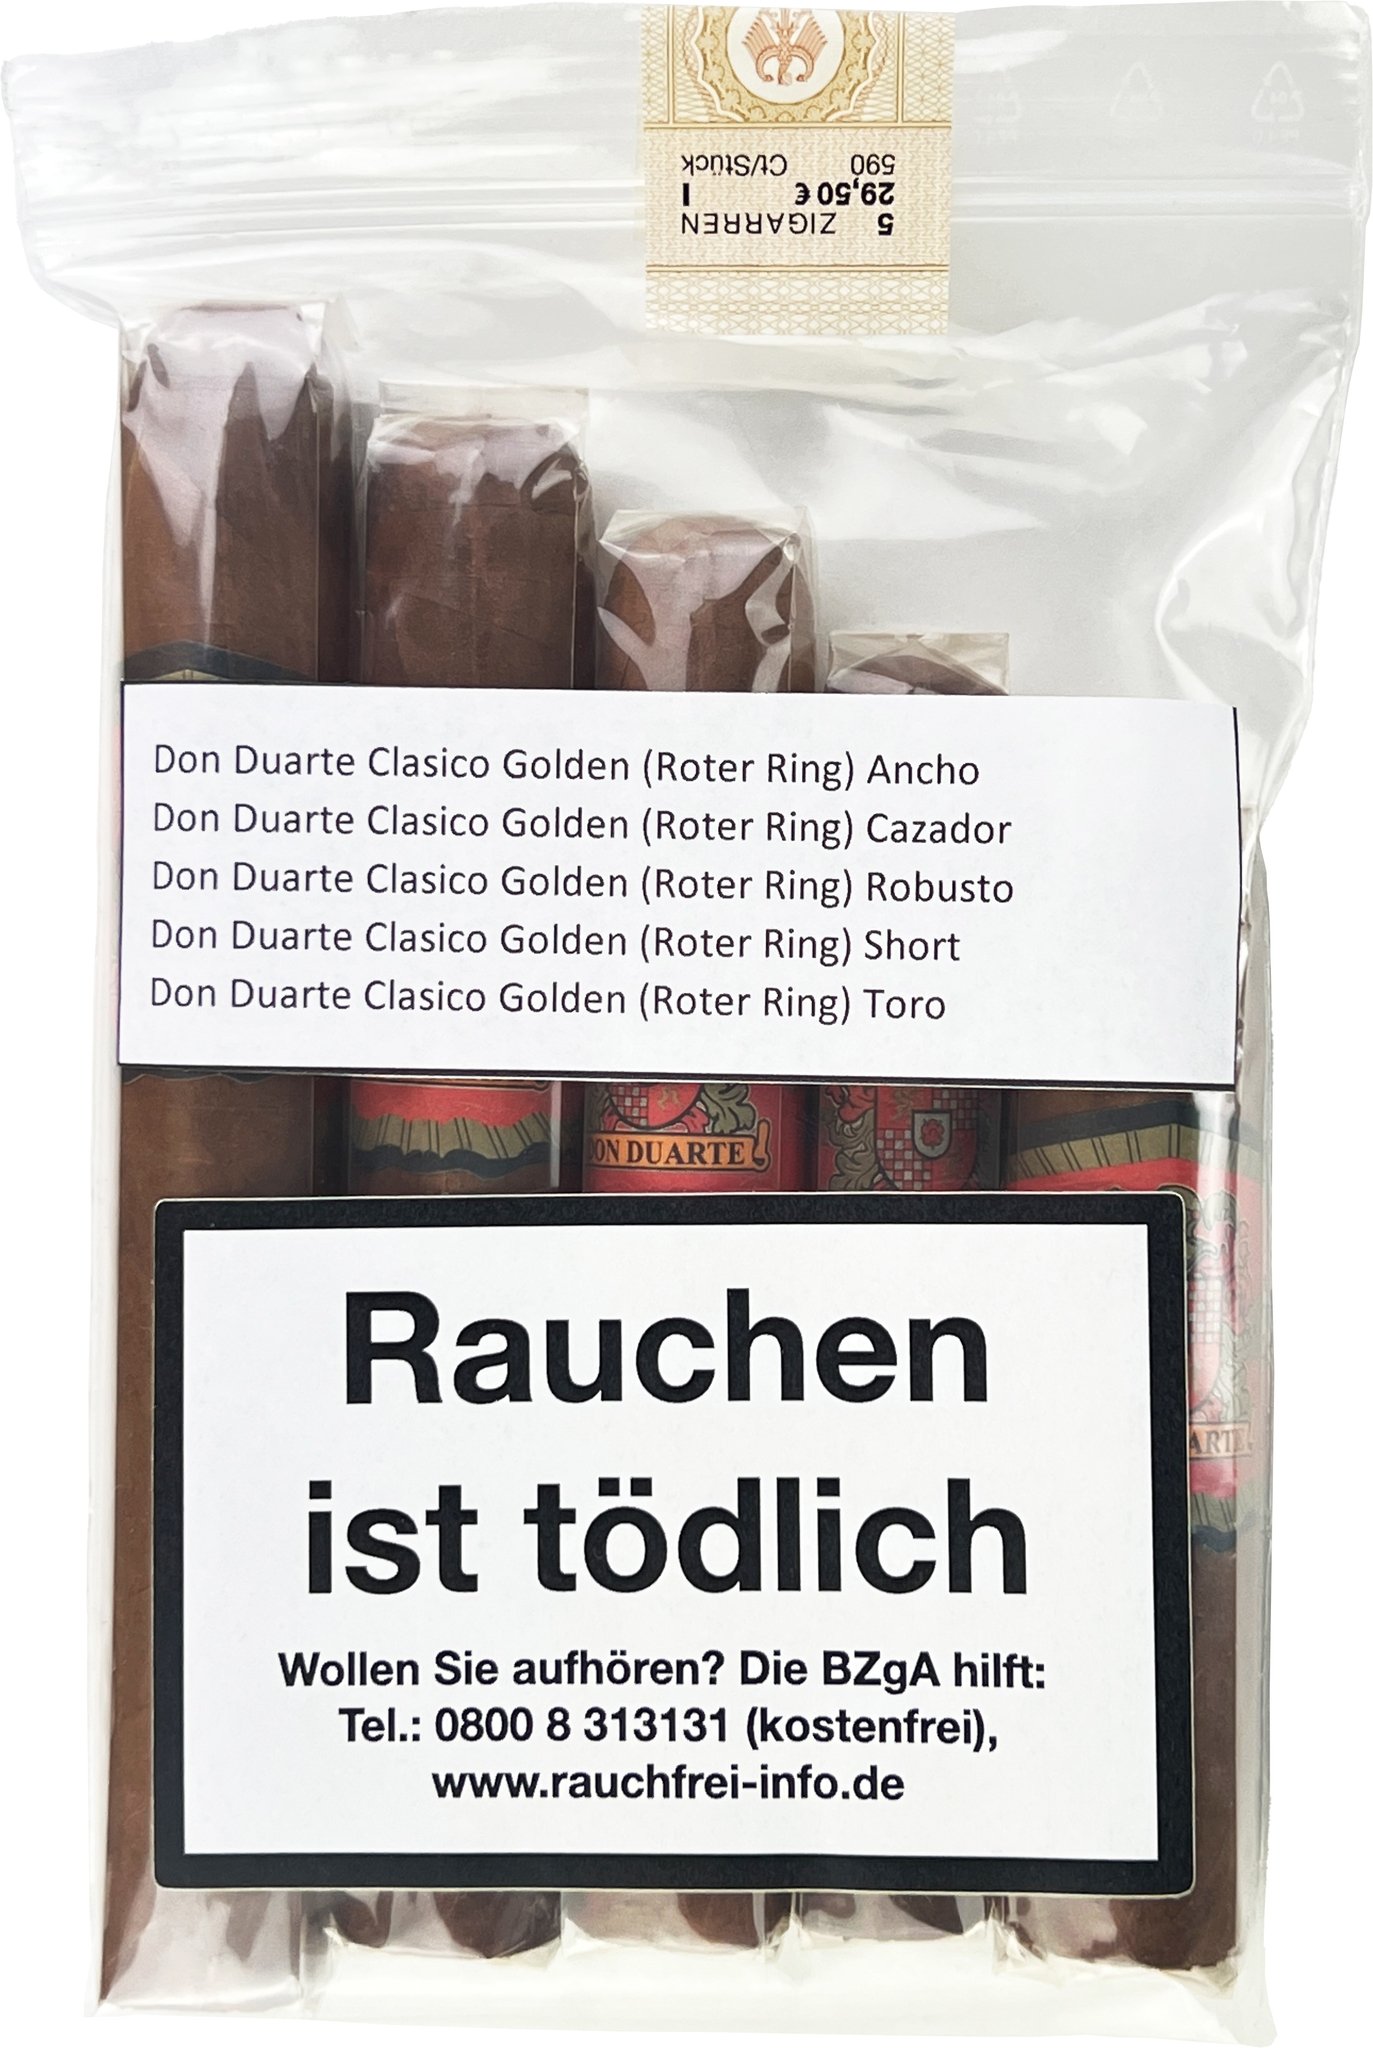 5 ZIGARREN
29,50 € I
590 Ct/Stück
Don Duarte Clasico Golden (Roter Ring) Ancho
Don Duarte Clasico Golden (Roter Ring) Cazador
Don Duarte Clasico Golden (Roter Ring) Robusto
Don Duarte Clasico Golden (Roter Ring) Short
Don Duarte Clasico Golden (Roter Ring) Toro
DON DUARTE
ARTE
Rauchen
ist tödlich
Wollen Sie aufhören? Die BZgA hilft:
Tel.: 0800 8 313131 (kostenfrei),
www.rauchfrei-info.de